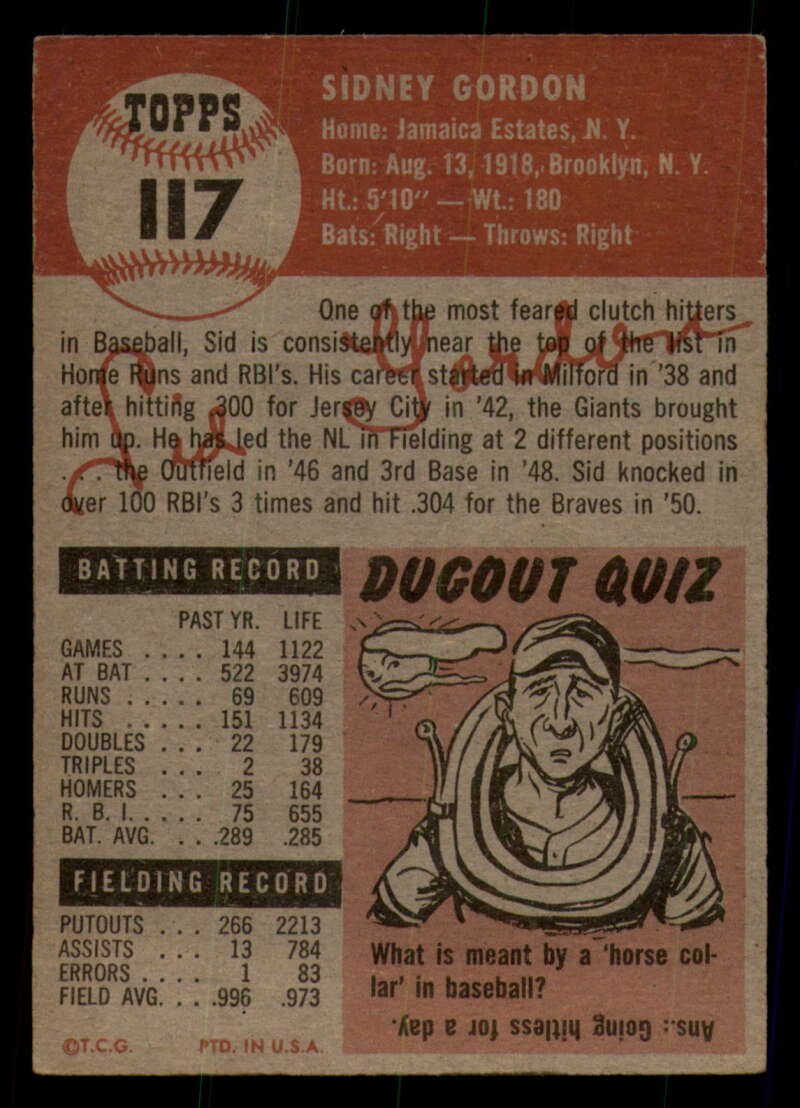 TOPPS
117
SIDNEY GORDON
Home: Jamaica Estates, N. Y.
Born: Aug. 13, 1918, Brooklyn, N. Y.
Ht.: 5'10" — Wt.: 180
Bats: Right — Throws: Right
One of the most feared clutch hitters
in Baseball, Sid is consistently near the top of the list in
Home Runs and RBI's. His career started in Milford in '38 and
after hitting .300 for Jersey City in '42, the Giants brought
him up. He has led the NL in Fielding at 2 different positions
. . . the Outfield in '46 and 3rd Base in '48. Sid knocked in
over 100 RBI's 3 times and hit .304 for the Braves in '50.
Sid Gordon
BATTING RECORD
PAST YR. LIFE
GAMES . . . . 144 1122
AT BAT . . . . 522 3974
RUNS . . . . . 69 609
HITS . . . . . 151 1134
DOUBLES . . . 22 179
TRIPLES . . . 2 38
HOMERS . . . 25 164
R. B. I. . . . . 75 655
BAT. AVG. . . .289 .285
FIELDING RECORD
PUTOUTS . . . 266 2213
ASSISTS . . . 13 784
ERRORS . . . . 1 83
FIELD AVG. . . .996 .973
©T.C.G. PTD. IN U.S.A.
DUGOUT QUIZ
What is meant by a 'horse col-
lar' in baseball?
Ans.: Going hitless for a day.